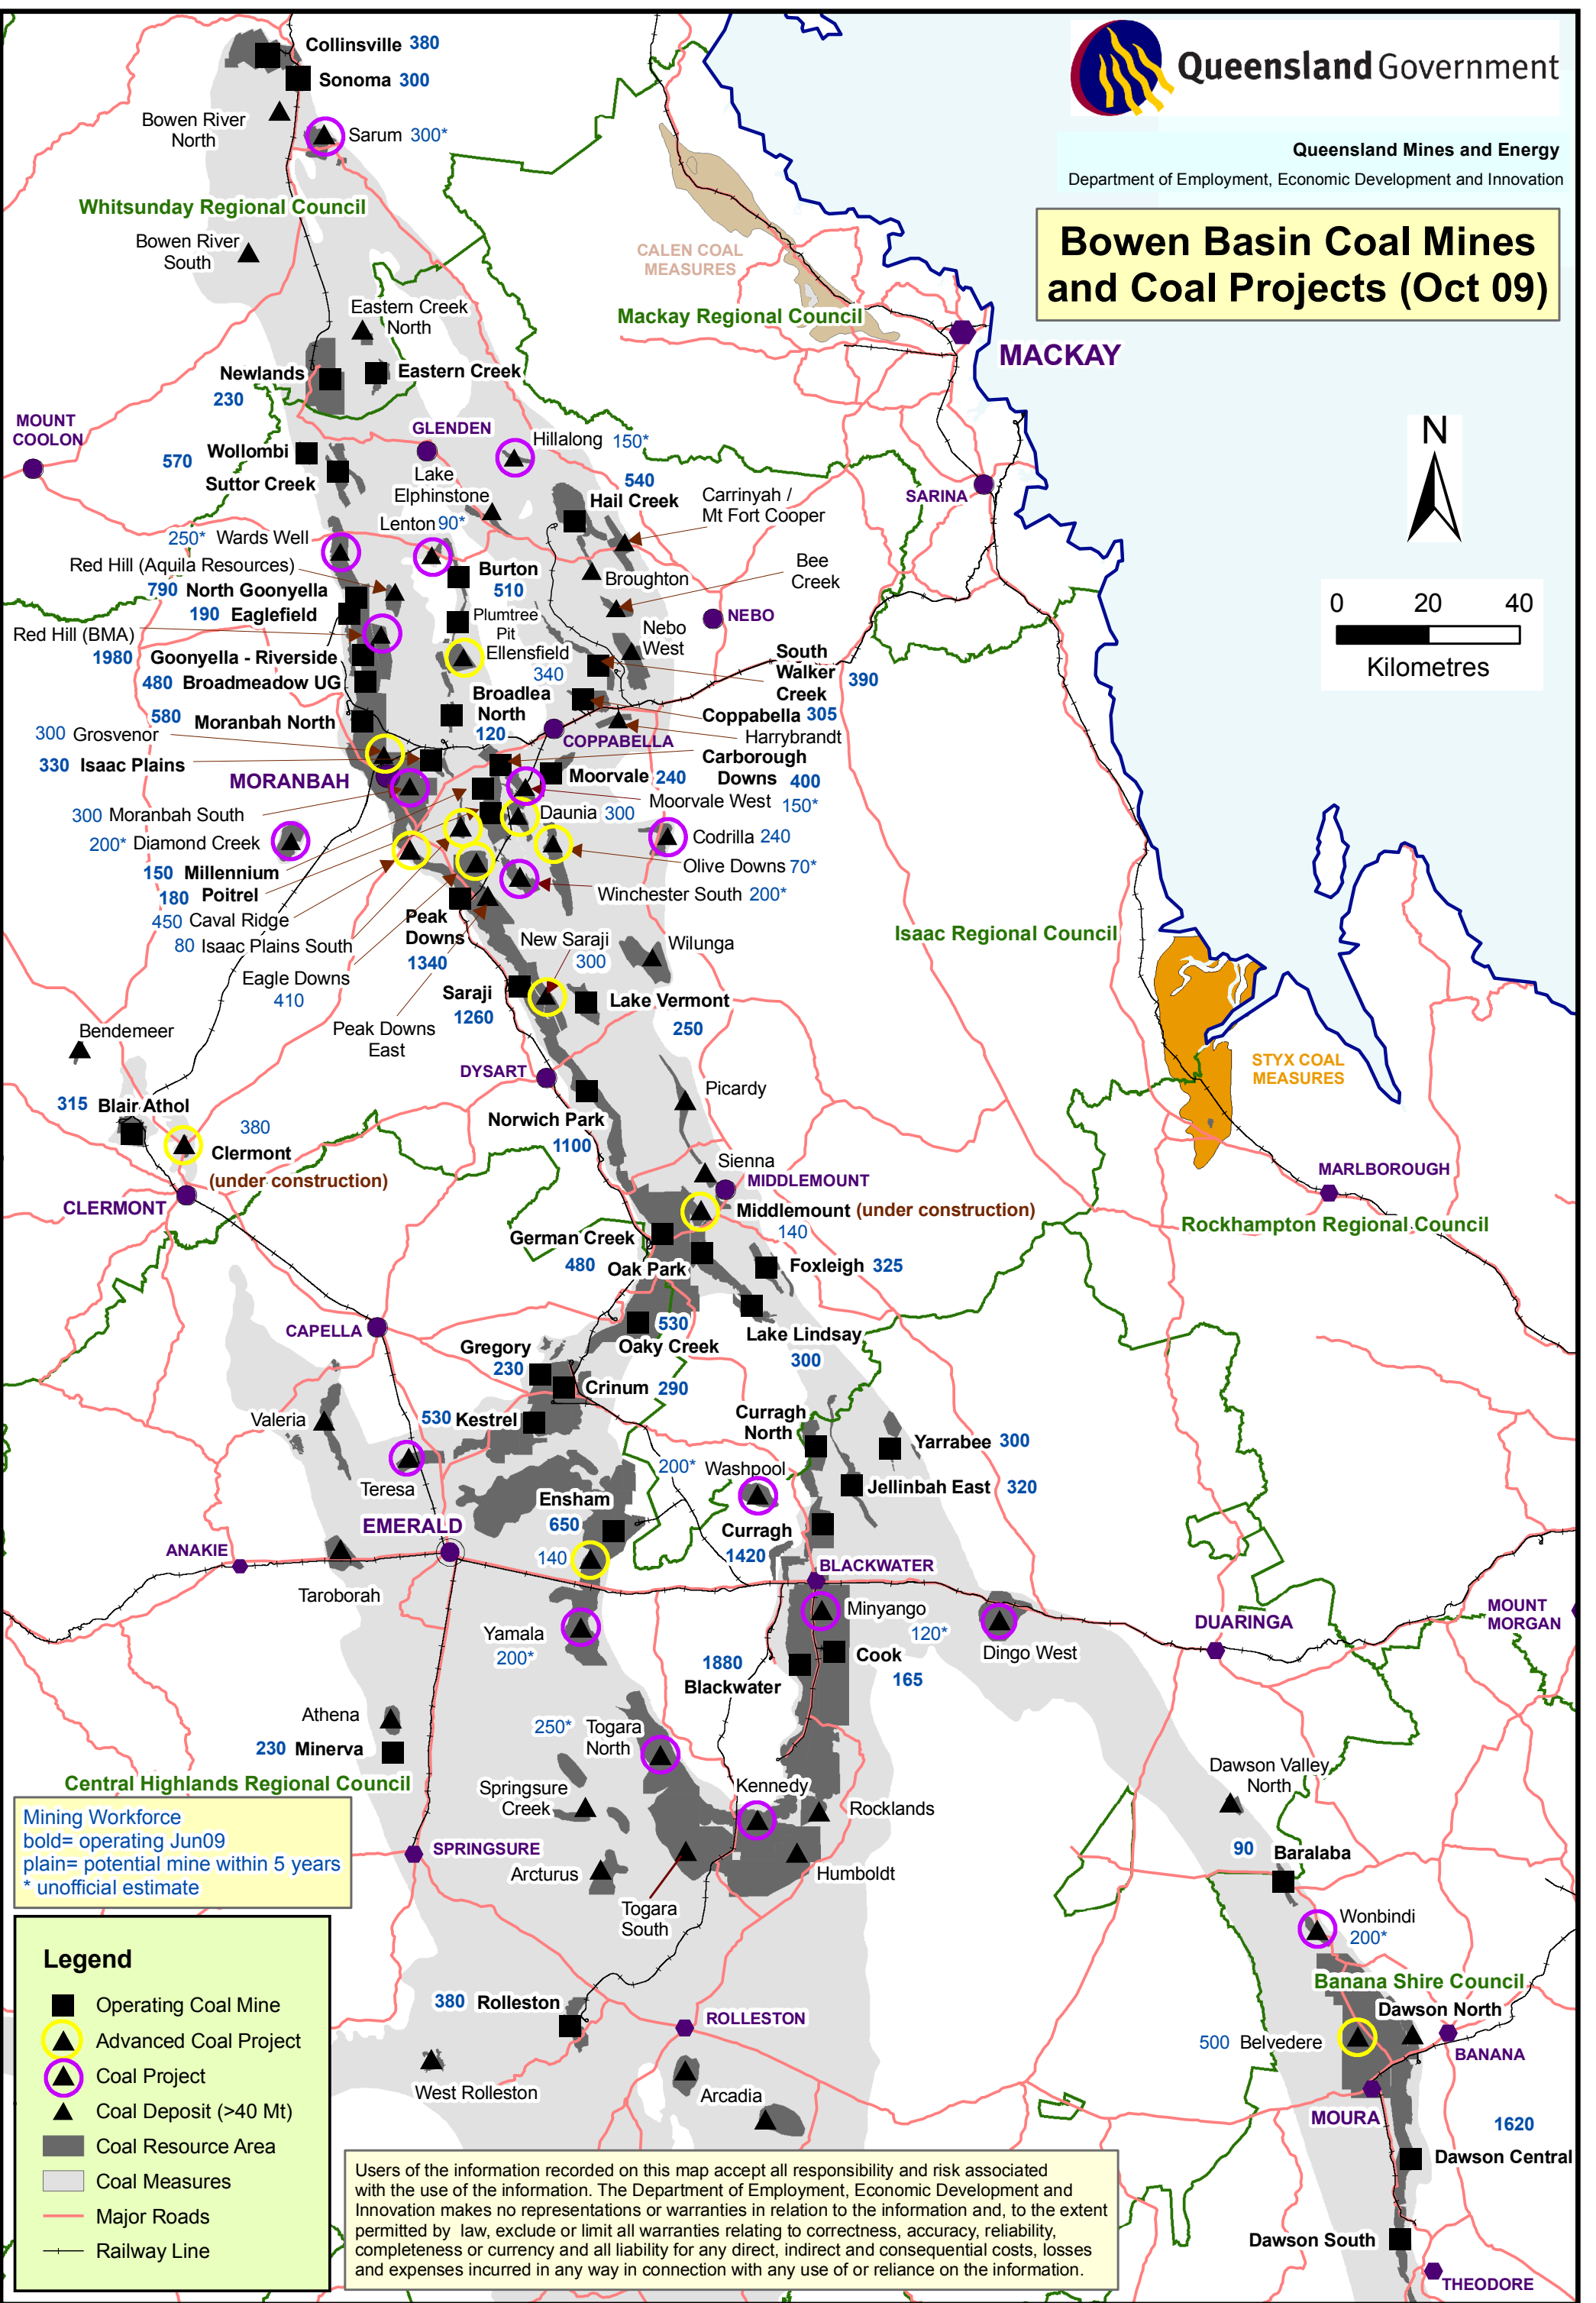 Queensland Government
Queensland Mines and Energy
Department of Employment, Economic Development and Innovation
Bowen Basin Coal Mines
and Coal Projects (Oct 09)
Collinsville 380
Sonoma 300
Bowen River
North
Sarum 300*
Whitsunday Regional Council
Bowen River
South
CALEN COAL
MEASURES
Eastern Creek
North
Mackay Regional Council
MACKAY
Newlands
230
Eastern Creek
MOUNT
COOLON
GLENDEN
Hillalong 150*
570
Wollombi
Suttor Creek
Lake
Elphinstone
540
Hail Creek
Carrinyah /
Mt Fort Cooper
SARINA
N
Lenton 90*
250* Wards Well
Red Hill (Aquila Resources)
Burton
510
Broughton
Bee
Creek
790 North Goonyella
190 Eaglefield
0 20 40
Kilometres
Plumtree
Pit
NEBO
Red Hill (BMA)
Nebo
West
1980 Goonyella - Riverside
Ellensfield
340
South
Walker
Creek
390
480 Broadmeadow UG
Broadlea
North
120
580 Moranbah North
Coppabella 305
300 Grosvenor
COPPABELLA
Harrybrandt
330 Isaac Plains
Carborough
Downs 400
MORANBAH
Moorvale 240
Moorvale West 150*
300 Moranbah South
Daunia 300
200* Diamond Creek
Codrilla 240
150 Millennium
Olive Downs 70*
180 Poitrel
Winchester South 200*
450 Caval Ridge
80 Isaac Plains South
Peak
Downs
1340
Isaac Regional Council
New Saraji
300
Wilunga
Eagle Downs
410
Saraji
1260
Lake Vermont
250
Peak Downs
East
Bendemeer
STYX COAL
MEASURES
DYSART
Picardy
315 Blair Athol
Norwich Park
1100
380
Clermont
(under construction)
Sienna
MIDDLEMOUNT
MARLBOROUGH
CLERMONT
Middlemount (under construction)
140
Rockhampton Regional Council
German Creek
480
Oak Park
Foxleigh 325
CAPELLA
530
Oaky Creek
Lake Lindsay
300
Gregory
230
Crinum 290
Valeria
530 Kestrel
Curragh
North
Yarrabee 300
Teresa
200* Washpool
Jellinbah East 320
Ensham
650
EMERALD
Curragh
1420
ANAKIE
140
BLACKWATER
Taroborah
Minyango
120*
DUARINGA
MOUNT
MORGAN
Yamala
200*
Dingo West
1880
Blackwater
Cook
165
Athena
250* Togara
North
230 Minerva
Central Highlands Regional Council
Dawson Valley
North
Springsure
Creek
Kennedy
Rocklands
Mining Workforce
bold= operating Jun09
plain= potential mine within 5 years
* unofficial estimate
SPRINGSURE
90
Baralaba
Arcturus
Humboldt
Togara
South
Wonbindi
200*
Legend
Operating Coal Mine
Advanced Coal Project
Coal Project
Coal Deposit (>40 Mt)
Coal Resource Area
Coal Measures
Major Roads
Railway Line
Banana Shire Council
380 Rolleston
ROLLESTON
Dawson North
500 Belvedere
BANANA
West Rolleston
Arcadia
MOURA
1620
Dawson Central
Dawson South
THEODORE
Users of the information recorded on this map accept all responsibility and risk associated
with the use of the information. The Department of Employment, Economic Development and
Innovation makes no representations or warranties in relation to the information and, to the extent
permitted by law, exclude or limit all warranties relating to correctness, accuracy, reliability,
completeness or currency and all liability for any direct, indirect and consequential costs, losses
and expenses incurred in any way in connection with any use of or reliance on the information.